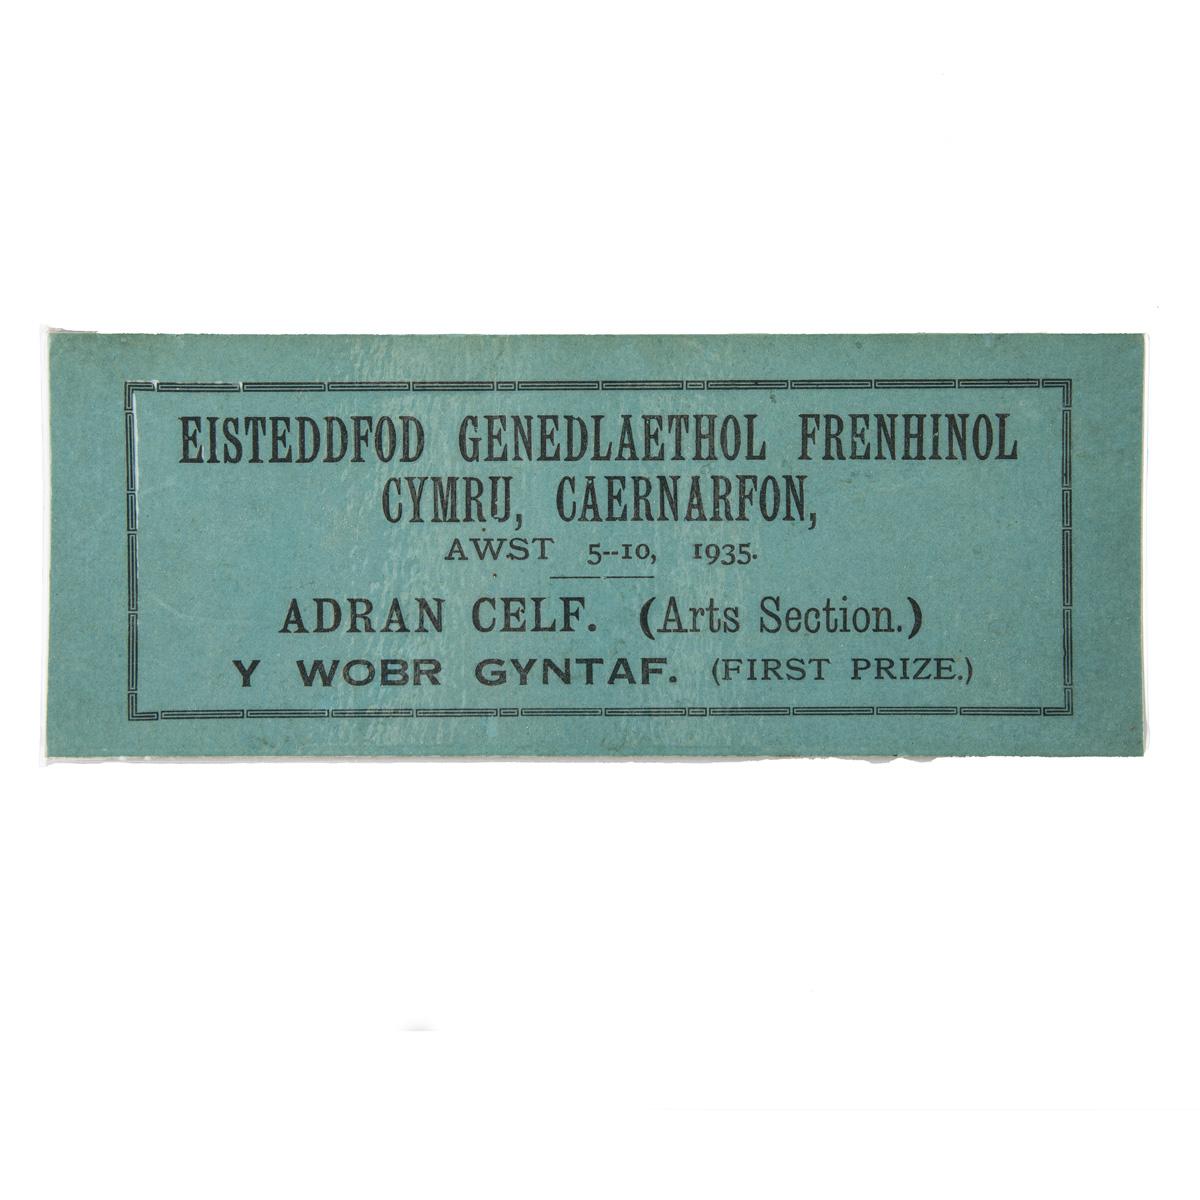 EISTEDDFOD GENEDLAETHOL FRENHINOL
CYMRU, CAERNARFON,
AWST 5--10, 1935.
ADRAN CELF. (Arts Section.)
Y WOBR GYNTAF. (FIRST PRIZE.)